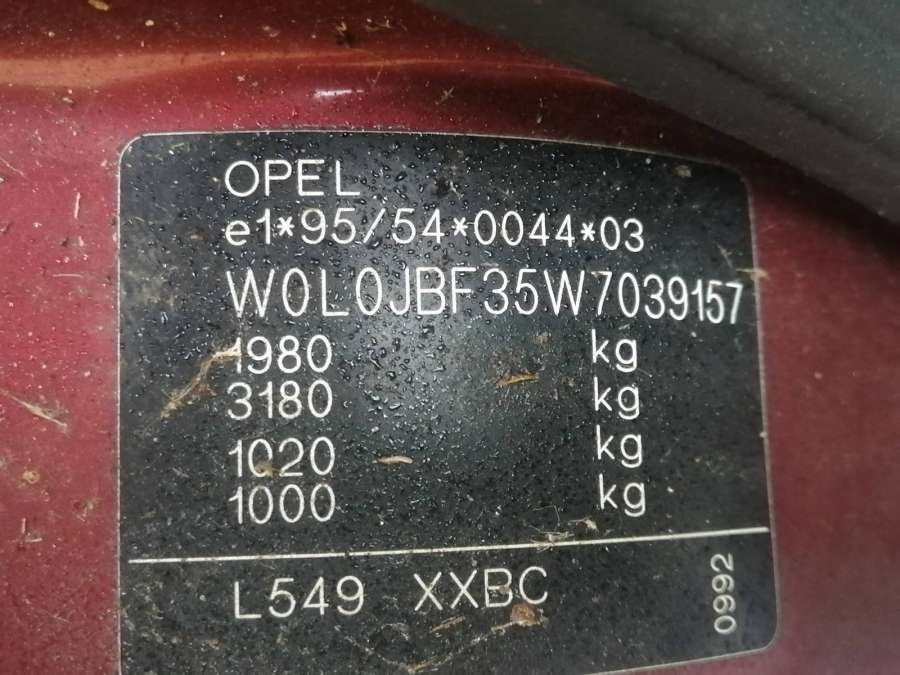 OPEL
e1*95/54*0044*03
W0L0JBF35W7039157
1980 kg
3180 kg
1020 kg
1000 kg
L549 XXBC
0992